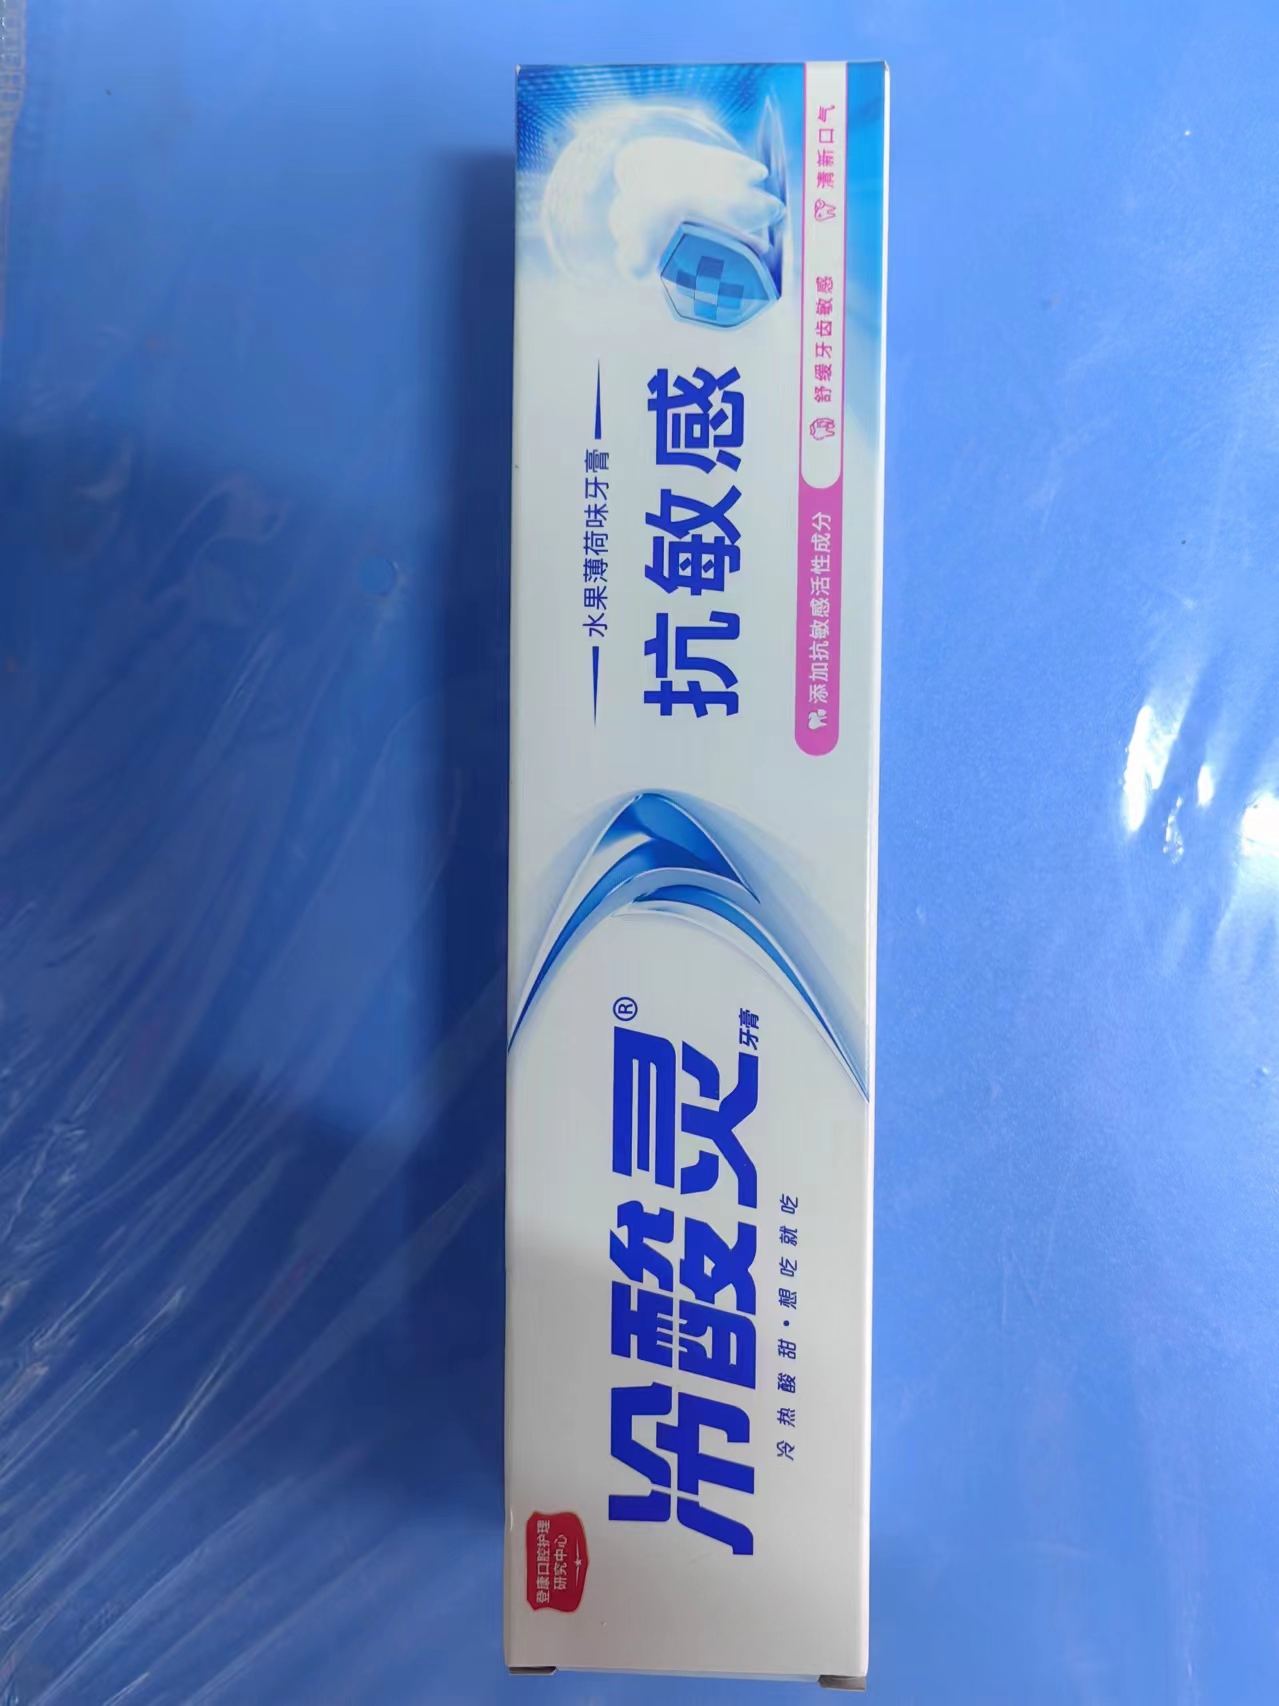 登康口腔护理
研究中心
冷酸灵®
牙膏
冷热酸甜·想吃就吃
水果薄荷味牙膏
抗敏感
添加抗敏感活性成分
舒缓牙齿敏感
清新口气